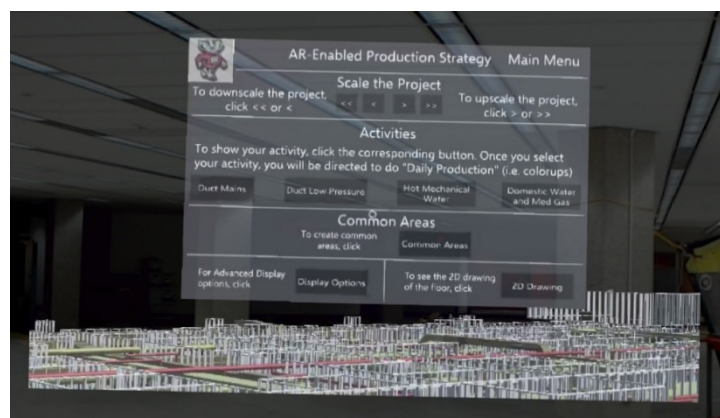 AR-Enabled Production Strategy Main Menu
Scale the Project
To downscale the project,
click << or <
<< < > >>
To upscale the project,
click > or >>
Activities
To show your activity, click the corresponding button. Once you select
your activity, you will be directed to do "Daily Production" (i.e. colorups)
Duct Mains
Duct Low Pressure
Hot Mechanical
Water
Domestic Water
and Med Gas
Common Areas
To create common
areas, click
Common Areas
For Advanced Display
options, click
Display Options
To see the 2D drawing
of the floor, click
2D Drawing